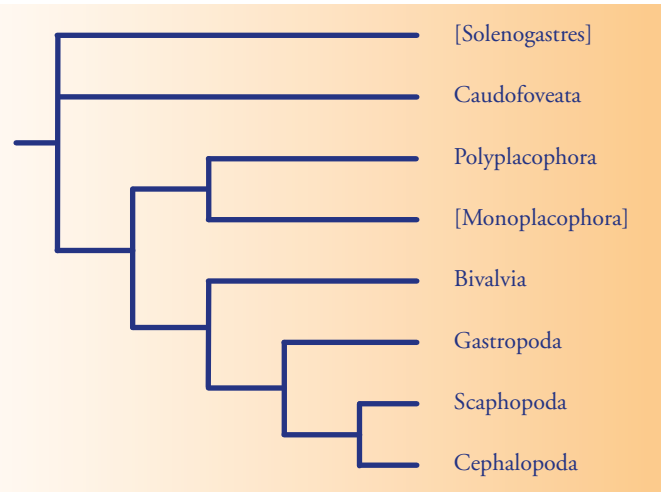 [Solenogastres]
Caudofoveata
Polyplacophora
[Monoplacophora]
Bivalvia
Gastropoda
Scaphopoda
Cephalopoda